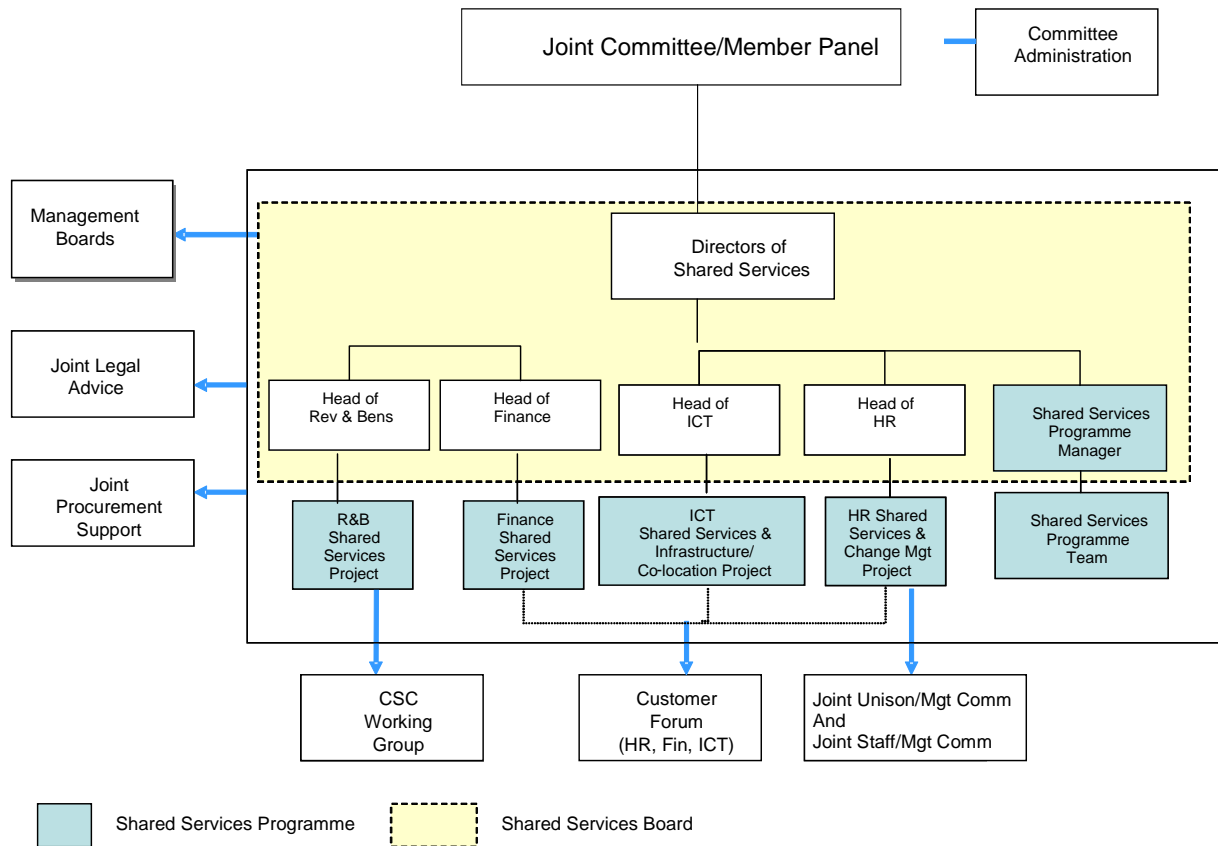 Joint Committee/Member Panel
Committee
Administration
Management
Boards
Directors of
Shared Services
Joint Legal
Advice
Head of
Rev & Bens
Head of
Finance
Head of
ICT
Head of
HR
Shared Services
Programme
Manager
Joint
Procurement
Support
R&B
Shared
Services
Project
Finance
Shared
Services
Project
ICT
Shared Services &
Infrastructure/
Co-location Project
HR Shared
Services &
Change Mgt
Project
Shared Services
Programme
Team
CSC
Working
Group
Customer
Forum
(HR, Fin, ICT)
Joint Unison/Mgt Comm
And
Joint Staff/Mgt Comm
Shared Services Programme
Shared Services Board